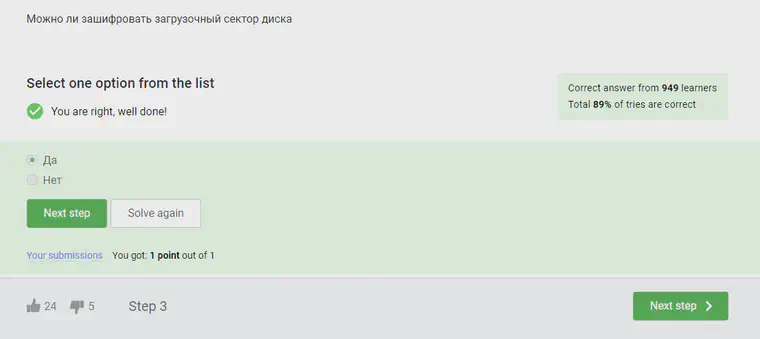 Можно ли зашифровать загрузочный сектор диска
Select one option from the list
Correct answer from 949 learners
Total 89% of tries are correct
You are right, well done!
Да
Нет
Next step
Solve again
Your submissions
You got: 1 point out of 1
24
5
Step 3
Next step